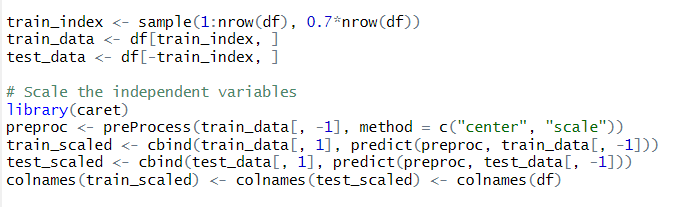 train_index <- sample(1:nrow(df), 0.7*nrow(df))
train_data <- df[train_index, ]
test_data <- df[-train_index, ]
# Scale the independent variables
library(caret)
preproc <- preProcess(train_data[, -1], method = c("center", "scale"))
train_scaled <- cbind(train_data[, 1], predict(preproc, train_data[, -1]))
test_scaled <- cbind(test_data[, 1], predict(preproc, test_data[, -1]))
colnames(train_scaled) <- colnames(test_scaled) <- colnames(df)